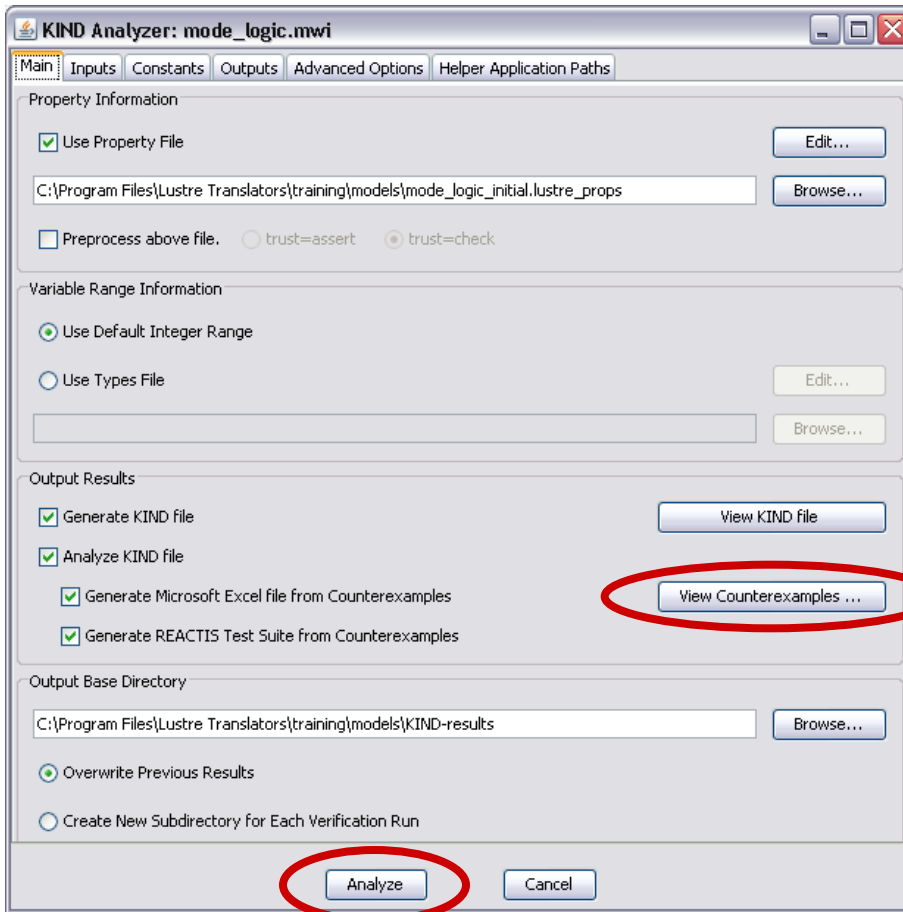 KIND Analyzer: mode_logic.mwi
Main Inputs Constants Outputs Advanced Options Helper Application Paths
Property Information
Use Property File Edit...
C:\Program Files\Lustre Translators\training\models\mode_logic_initial.lustre_props Browse...
Preprocess above file. trust=assert trust=check
Variable Range Information
Use Default Integer Range
Use Types File Edit...
Browse...
Output Results
Generate KIND file View KIND file
Analyze KIND file
Generate Microsoft Excel file from Counterexamples View Counterexamples ...
Generate REACTIS Test Suite from Counterexamples
Output Base Directory
C:\Program Files\Lustre Translators\training\models\KIND-results Browse...
Overwrite Previous Results
Create New Subdirectory for Each Verification Run
Analyze Cancel